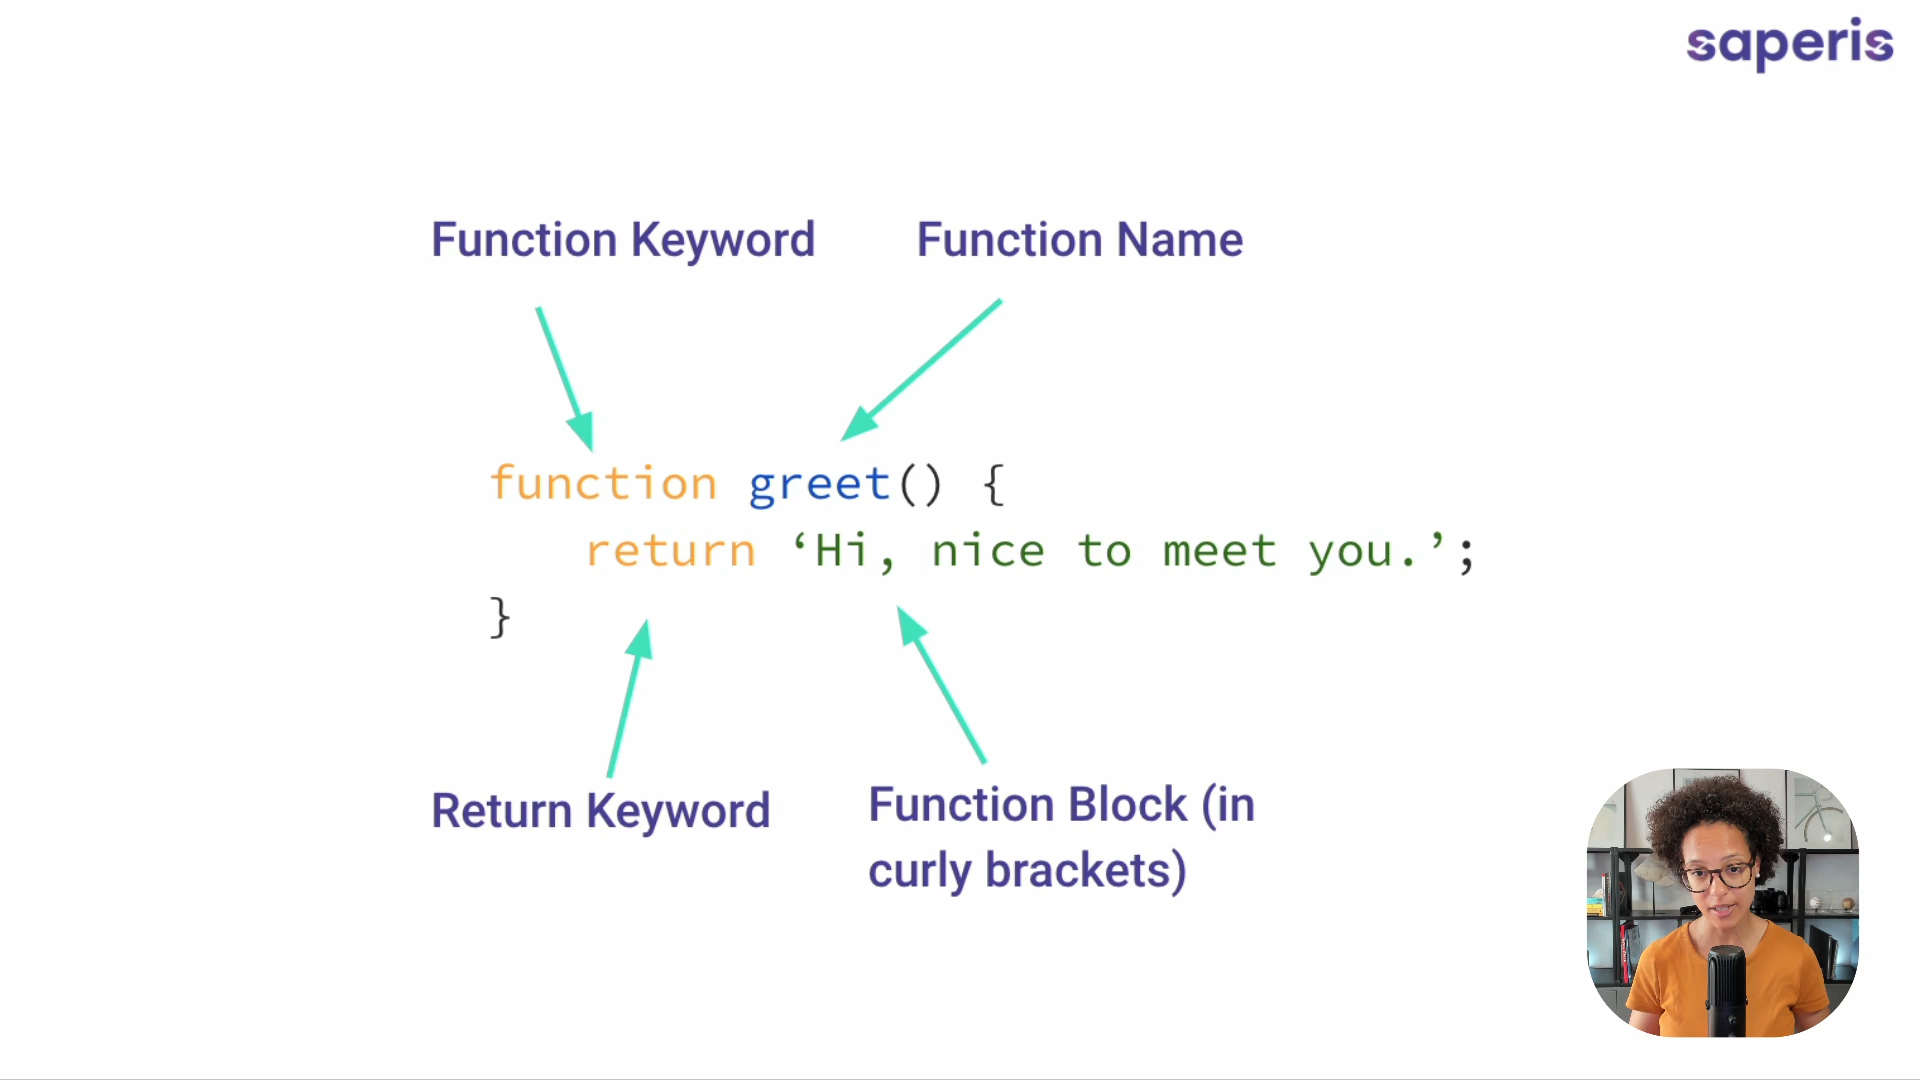 saperis
Function Keyword
Function Name
function greet() {
return ‘Hi, nice to meet you.’;
}
Return Keyword
Function Block (in
curly brackets)